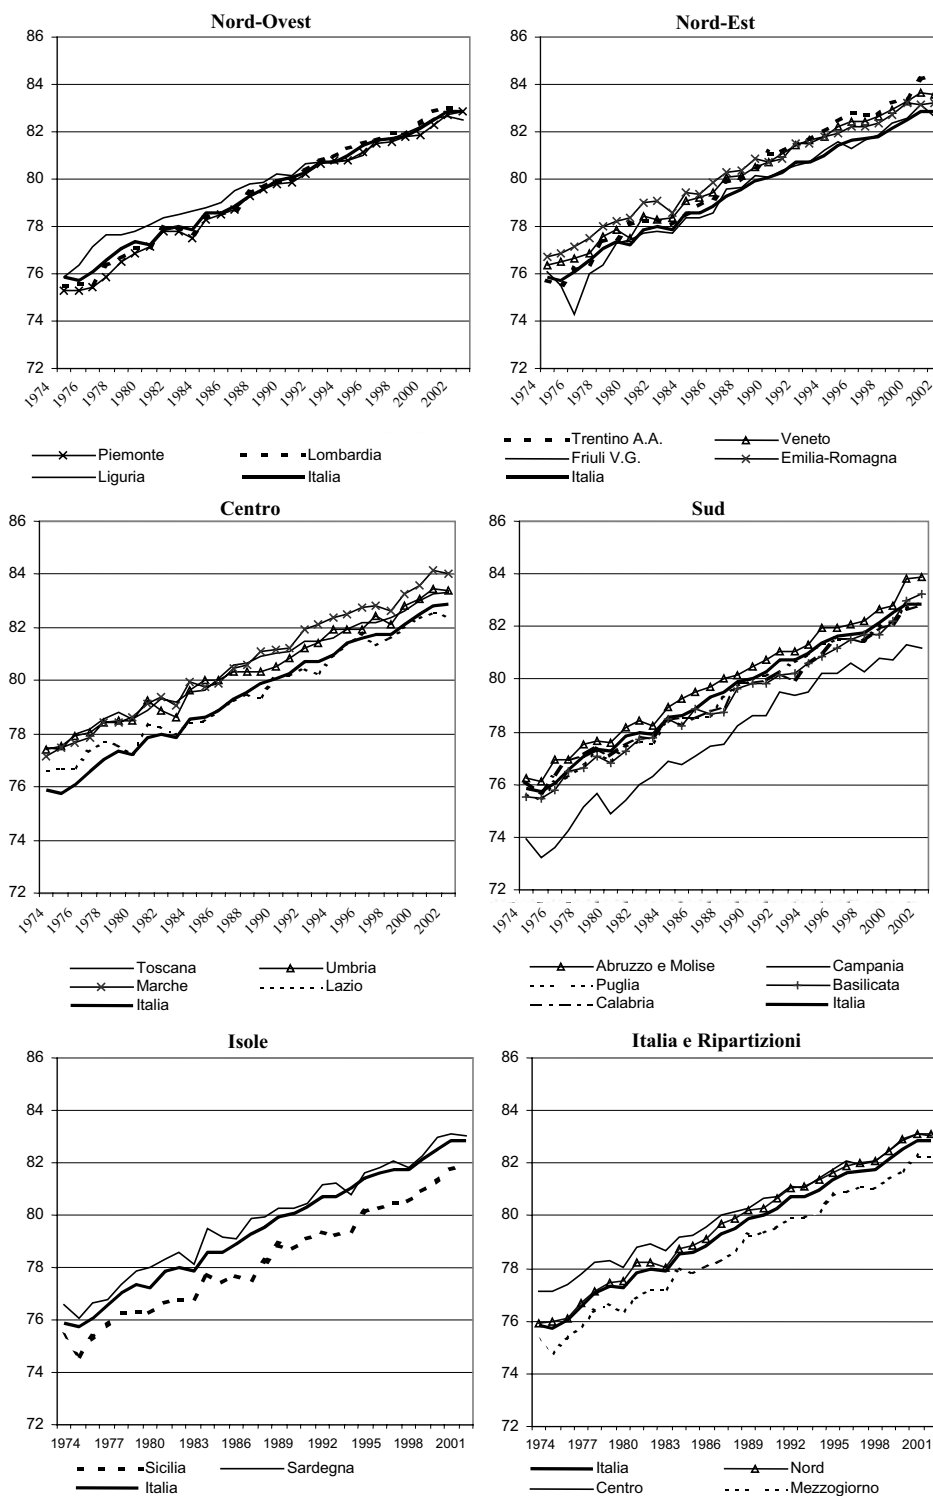 Nord-Ovest
86
84
82
80
78
76
74
72
1974 1976 1978 1980 1982 1984 1986 1988 1990 1992 1994 1996 1998 2000 2002
Piemonte Lombardia
Liguria Italia
Nord-Est
86
84
82
80
78
76
74
72
1974 1976 1978 1980 1982 1984 1986 1988 1990 1992 1994 1996 1998 2000 2002
Trentino A.A. Veneto
Friuli V.G. Emilia-Romagna
Italia
Centro
86
84
82
80
78
76
74
72
1974 1976 1978 1980 1982 1984 1986 1988 1990 1992 1994 1996 1998 2000 2002
Toscana Umbria
Marche Lazio
Italia
Sud
86
84
82
80
78
76
74
72
1974 1976 1978 1980 1982 1984 1986 1988 1990 1992 1994 1996 1998 2000 2002
Abruzzo e Molise Campania
Puglia Basilicata
Calabria Italia
Isole
86
84
82
80
78
76
74
72
1974 1977 1980 1983 1986 1989 1992 1995 1998 2001
Sicilia Sardegna
Italia
Italia e Ripartizioni
86
84
82
80
78
76
74
72
1974 1977 1980 1983 1986 1989 1992 1995 1998 2001
Italia Nord
Centro Mezzogiorno